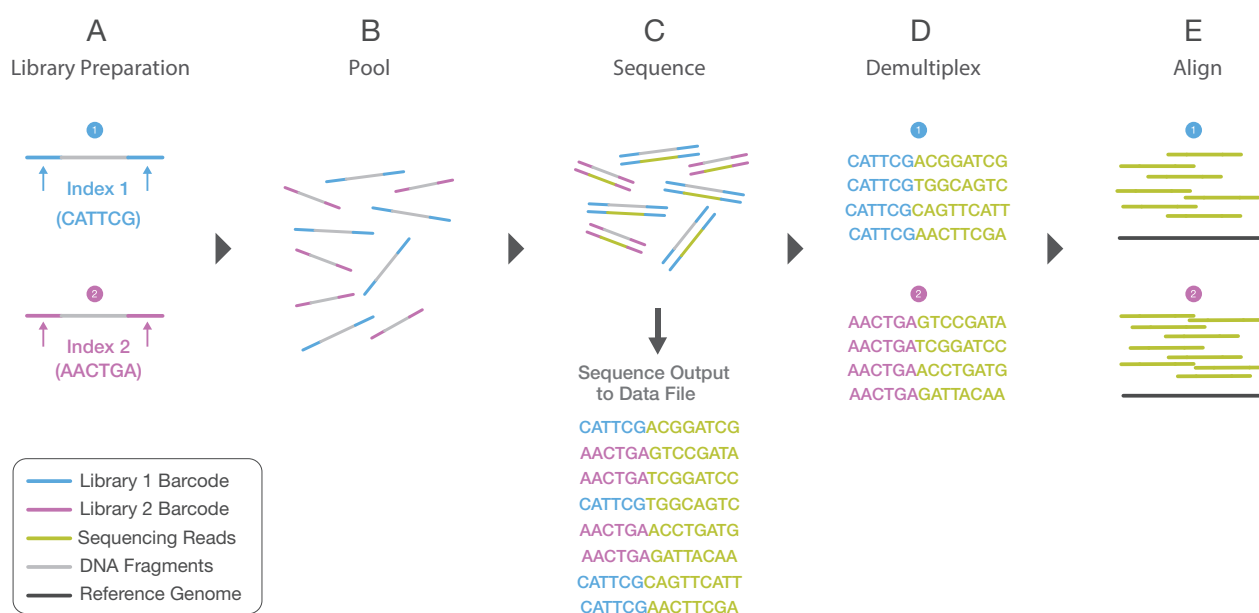 A
Library Preparation
B
Pool
C
Sequence
D
Demultiplex
E
Align
1
Index 1
(CATTCG)
2
Index 2
(AACTGA)
Sequence Output
to Data File
CATTCGACGGATCG
AACTGAGTCCGATA
AACTGATCGGATCC
CATTCGTGGCAGTC
AACTGAACCTGATG
AACTGAGATTACAA
CATTCGCAGTTCATT
CATTCGAACTTCGA
1
CATTCGACGGATCG
CATTCGTGGCAGTC
CATTCGCAGTTCATT
CATTCGAACTTCGA
2
AACTGAGTCCGATA
AACTGATCGGATCC
AACTGAACCTGATG
AACTGAGATTACAA
1
2
Library 1 Barcode
Library 2 Barcode
Sequencing Reads
DNA Fragments
Reference Genome